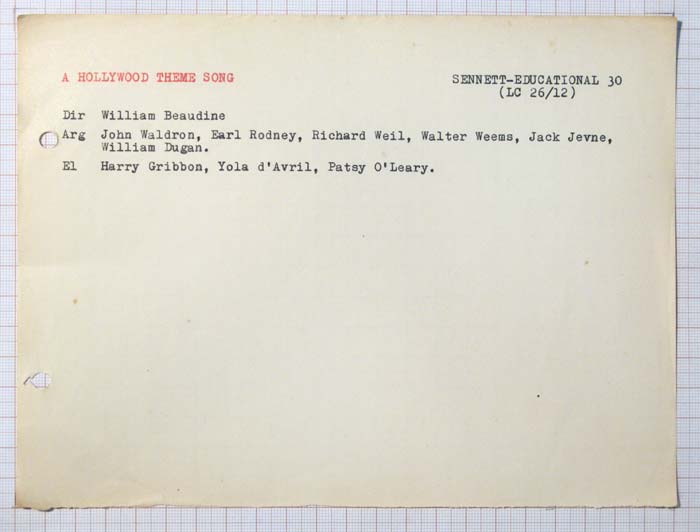 A HOLLYWOOD THEME SONG SENNETT-EDUCATIONAL 30
(LC 26/12)
Dir William Beaudine
Arg John Waldron, Earl Rodney, Richard Weil, Walter Weems, Jack Jevne,
William Dugan.
El Harry Gribbon, Yola d'Avril, Patsy O'Leary.